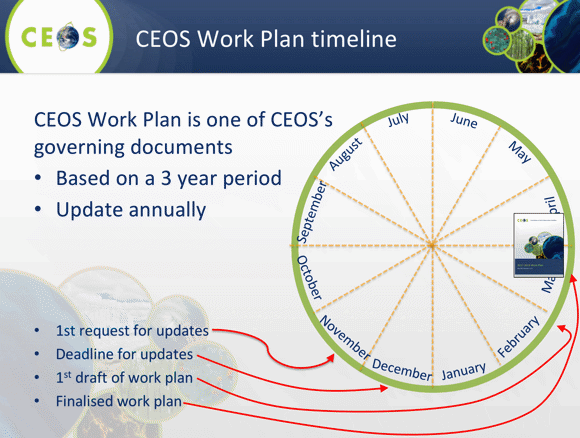 CEOS
CEOS Work Plan timeline
CEOS Work Plan is one of CEOS's
governing documents
• Based on a 3 year period
• Update annually
July
June
August
May
September
April
October
November
February
December
January
CEOS
• 1st request for updates
• Deadline for updates
• 1st draft of work plan
• Finalised work plan